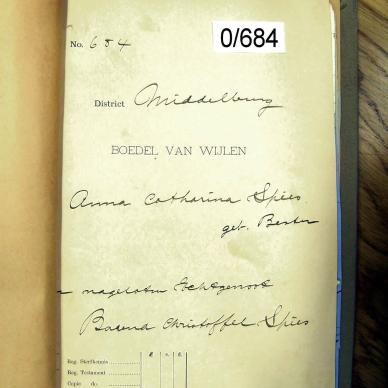 No. 684
0/684
District Middelburg
BOEDEL VAN WIJLEN
Anna Catharina Spies
geb. Bester
- nagelaten Echtgenoot
Barend Christoffel Spies
£ s. d.
Reg. Sterfkennis
Reg. Testament
Copie do.